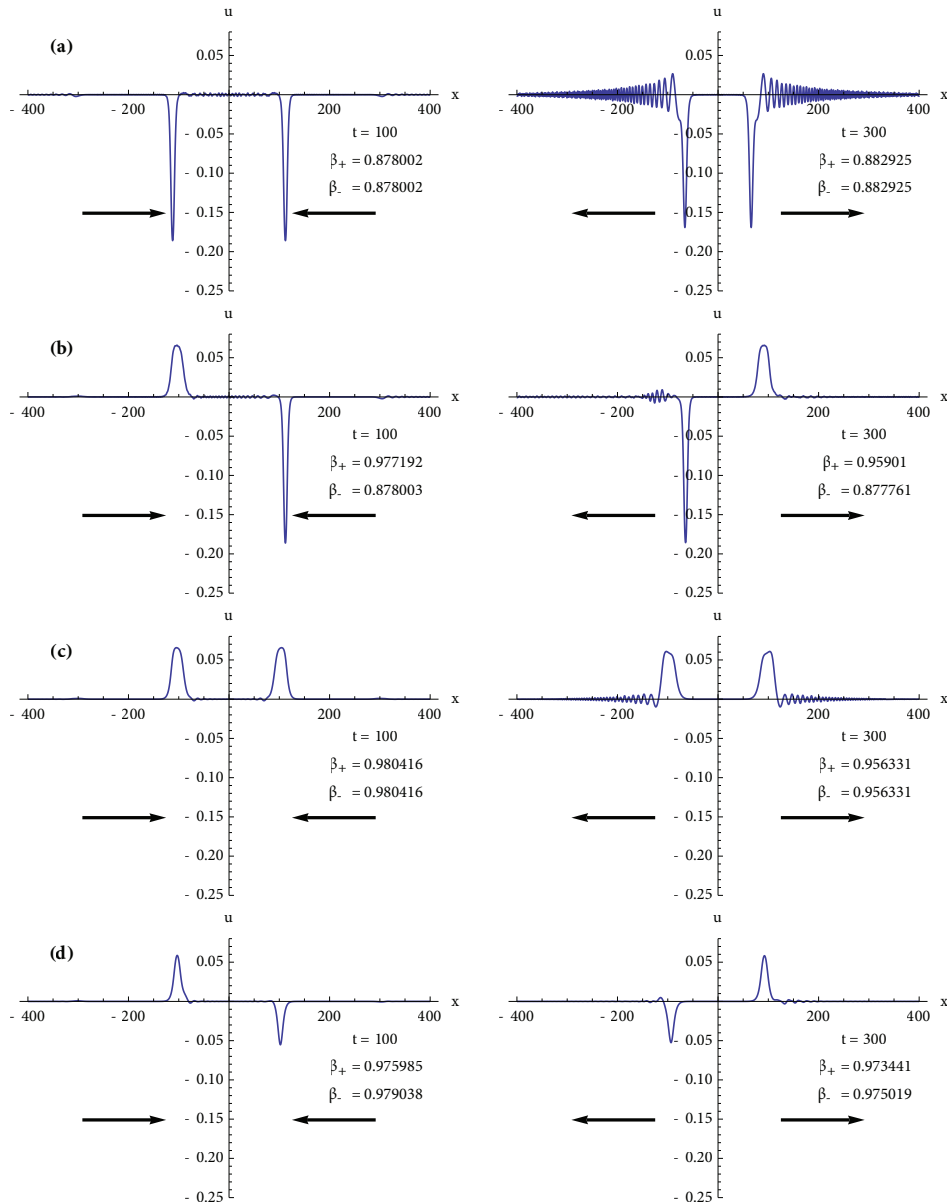 u
(a)
0.05
x
- 400
- 200
200
400
- 0.05
- 0.10
- 0.15
- 0.20
- 0.25
t = 100
β+ = 0.878002
β- = 0.878002
u
0.05
x
- 400
- 200
200
400
- 0.05
- 0.10
- 0.15
- 0.20
- 0.25
t = 300
β+ = 0.882925
β- = 0.882925
u
(b)
0.05
x
- 400
- 200
200
400
- 0.05
- 0.10
- 0.15
- 0.20
- 0.25
t = 100
β+ = 0.977192
β- = 0.878003
u
0.05
x
- 400
- 200
200
400
- 0.05
- 0.10
- 0.15
- 0.20
- 0.25
t = 300
β+ = 0.95901
β- = 0.877761
u
(c)
0.05
x
- 400
- 200
200
400
- 0.05
- 0.10
- 0.15
- 0.20
- 0.25
t = 100
β+ = 0.980416
β- = 0.980416
u
0.05
x
- 400
- 200
200
400
- 0.05
- 0.10
- 0.15
- 0.20
- 0.25
t = 300
β+ = 0.956331
β- = 0.956331
u
(d)
0.05
x
- 400
- 200
200
400
- 0.05
- 0.10
- 0.15
- 0.20
- 0.25
t = 100
β+ = 0.975985
β- = 0.979038
u
0.05
x
- 400
- 200
200
400
- 0.05
- 0.10
- 0.15
- 0.20
- 0.25
t = 300
β+ = 0.973441
β- = 0.975019